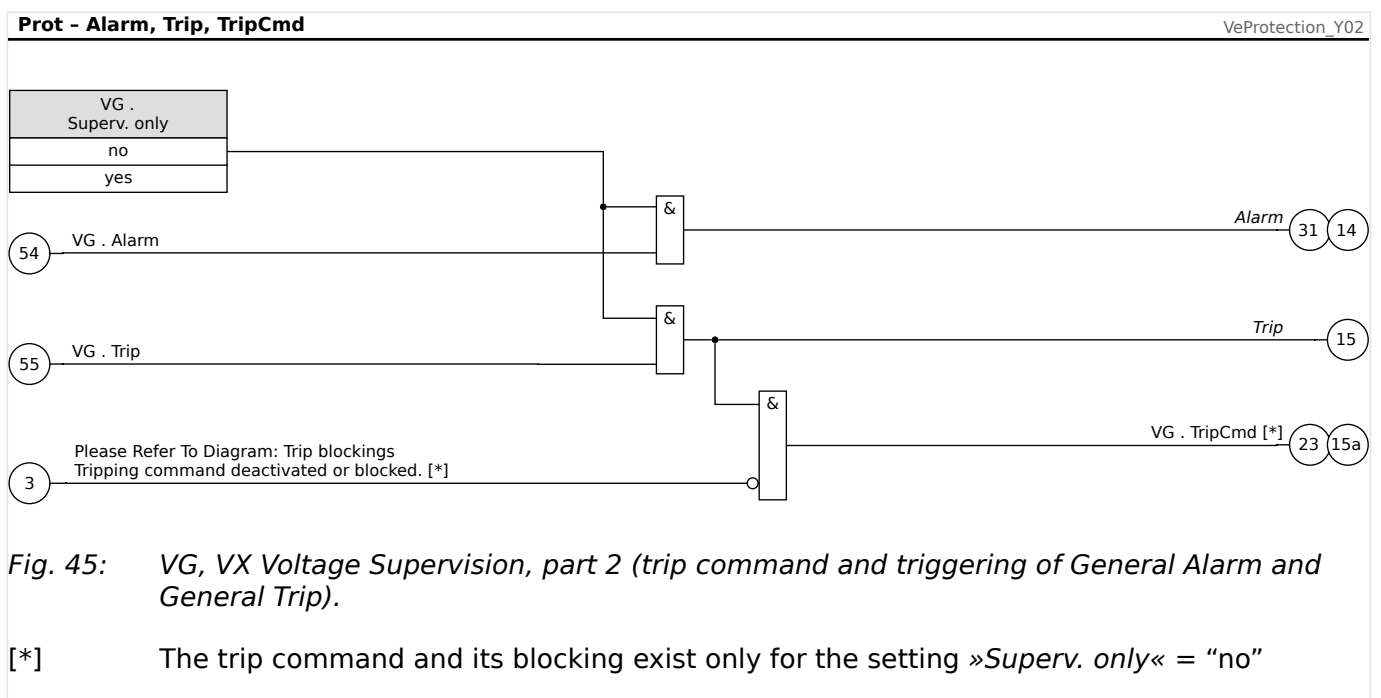 Prot – Alarm, Trip, TripCmd
VeProtection_Y02
VG .
Superv. only
no
yes
&
Alarm
31
14
54
VG . Alarm
&
Trip
15
55
VG . Trip
&
VG . TripCmd [*]
23
15a
Please Refer To Diagram: Trip blockings
Tripping command deactivated or blocked. [*]
3
Fig. 45: VG, VX Voltage Supervision, part 2 (trip command and triggering of General Alarm and
General Trip).
[*] The trip command and its blocking exist only for the setting »Superv. only« = “no”